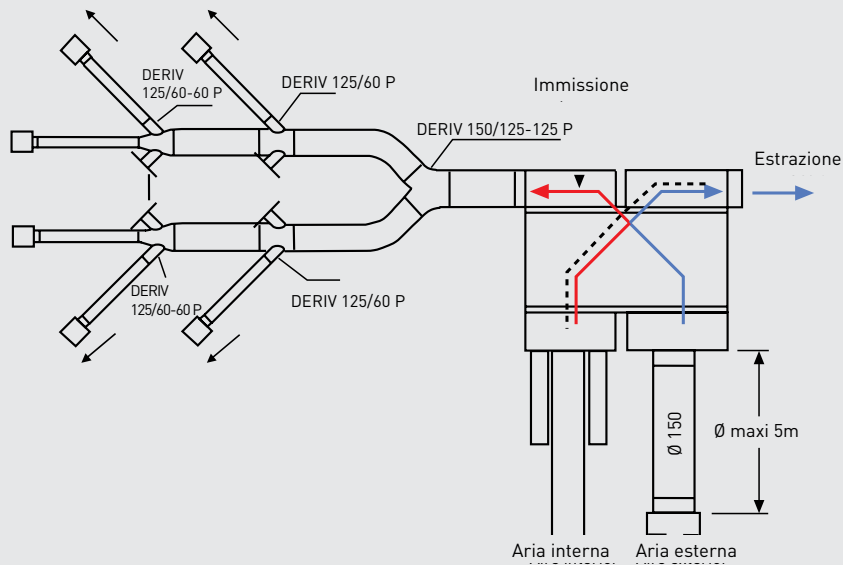 DERIV
125/60-60 P
DERIV 125/60 P
Immissione
DERIV 150/125-125 P
Estrazione
DERIV
125/60-60 P
DERIV 125/60 P
Ø 150
Ø maxi 5m
Aria interna
Aria esterna